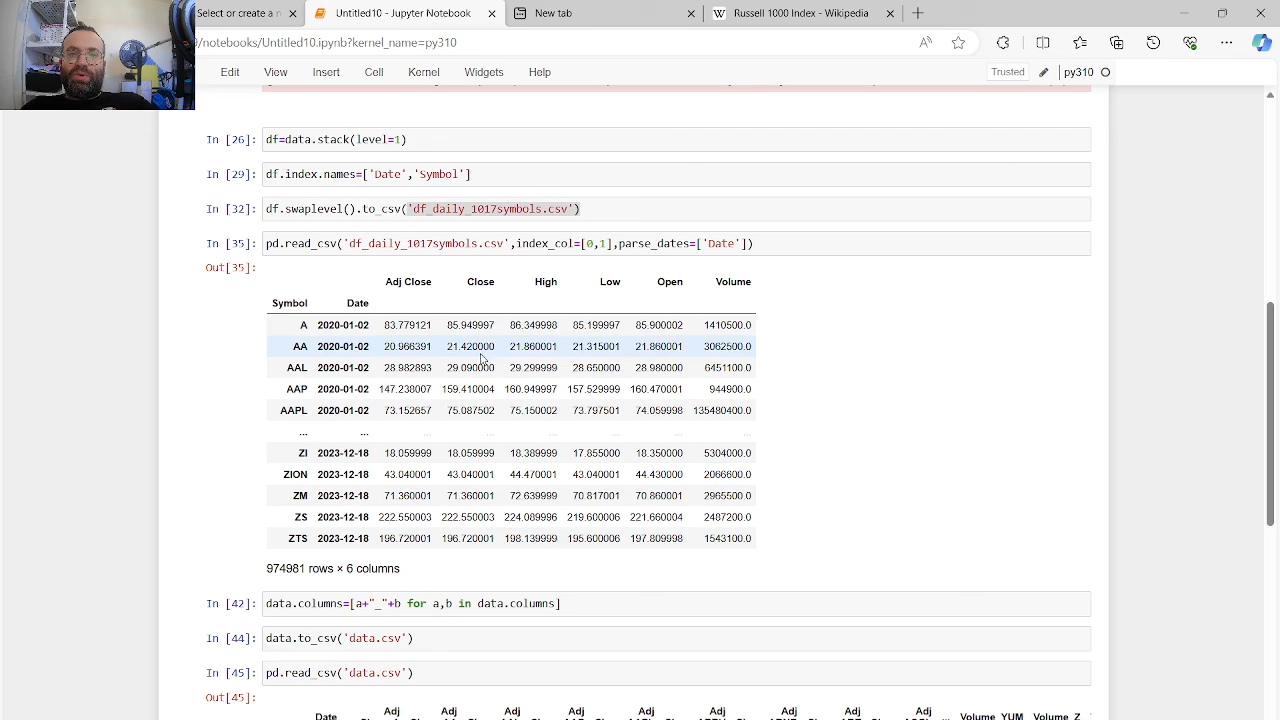 Select or create a n
Untitled10 - Jupyter Notebook
New tab
Russell 1000 Index - Wikipedia
/notebooks/Untitled10.ipynb?kernel_name=py310
Edit View Insert Cell Kernel Widgets Help Trusted py310
In [26]: df=data.stack(level=1)
In [29]: df.index.names=['Date','Symbol']
In [32]: df.swaplevel().to_csv('df_daily_1017symbols.csv')
In [35]: pd.read_csv('df_daily_1017symbols.csv',index_col=[0,1],parse_dates=['Date'])
Out[35]:
Adj Close Close High Low Open Volume
Symbol Date
A 2020-01-02 83.779121 85.949997 86.349998 85.199997 85.900002 1410500.0
AA 2020-01-02 20.966391 21.420000 21.860001 21.315001 21.860001 3062500.0
AAL 2020-01-02 28.982893 29.090000 29.299999 28.650000 28.980000 6451100.0
AAP 2020-01-02 147.238007 159.410004 160.949997 157.529999 160.470001 944900.0
AAPL 2020-01-02 73.152657 75.087502 75.150002 73.797501 74.059998 135480400.0
... ... ... ... ... ... ... ...
ZI 2023-12-18 18.059999 18.059999 18.389999 17.855000 18.350000 5304000.0
ZION 2023-12-18 43.040001 43.040001 44.470001 43.040001 44.430000 2066600.0
ZM 2023-12-18 71.360001 71.360001 72.639999 70.817001 70.860001 2965500.0
ZS 2023-12-18 222.550003 222.550003 224.089996 219.600006 221.660004 2487200.0
ZTS 2023-12-18 196.720001 196.720001 198.139999 195.600006 197.809998 1543100.0
974981 rows × 6 columns
In [42]: data.columns=[a+"_"+b for a,b in data.columns]
In [44]: data.to_csv('data.csv')
In [45]: pd.read_csv('data.csv')
Out[45]:
Adj Adj Adj Adj Adj Adj Adj Adj
Date Volume_YUM Volume_Z